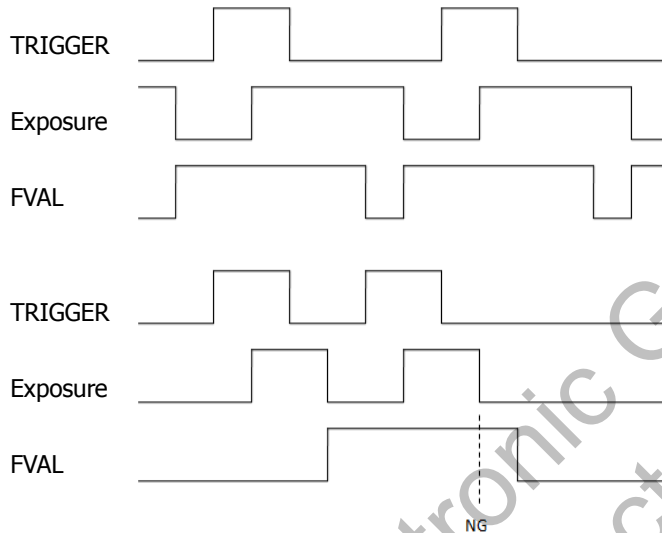 TRIGGER
Exposure
FVAL
TRIGGER
Exposure
FVAL
NG